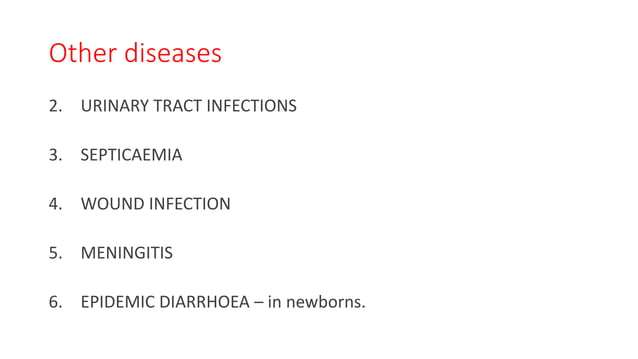 Other diseases
2. URINARY TRACT INFECTIONS
3. SEPTICAEMIA
4. WOUND INFECTION
5. MENINGITIS
6. EPIDEMIC DIARRHOEA – in newborns.